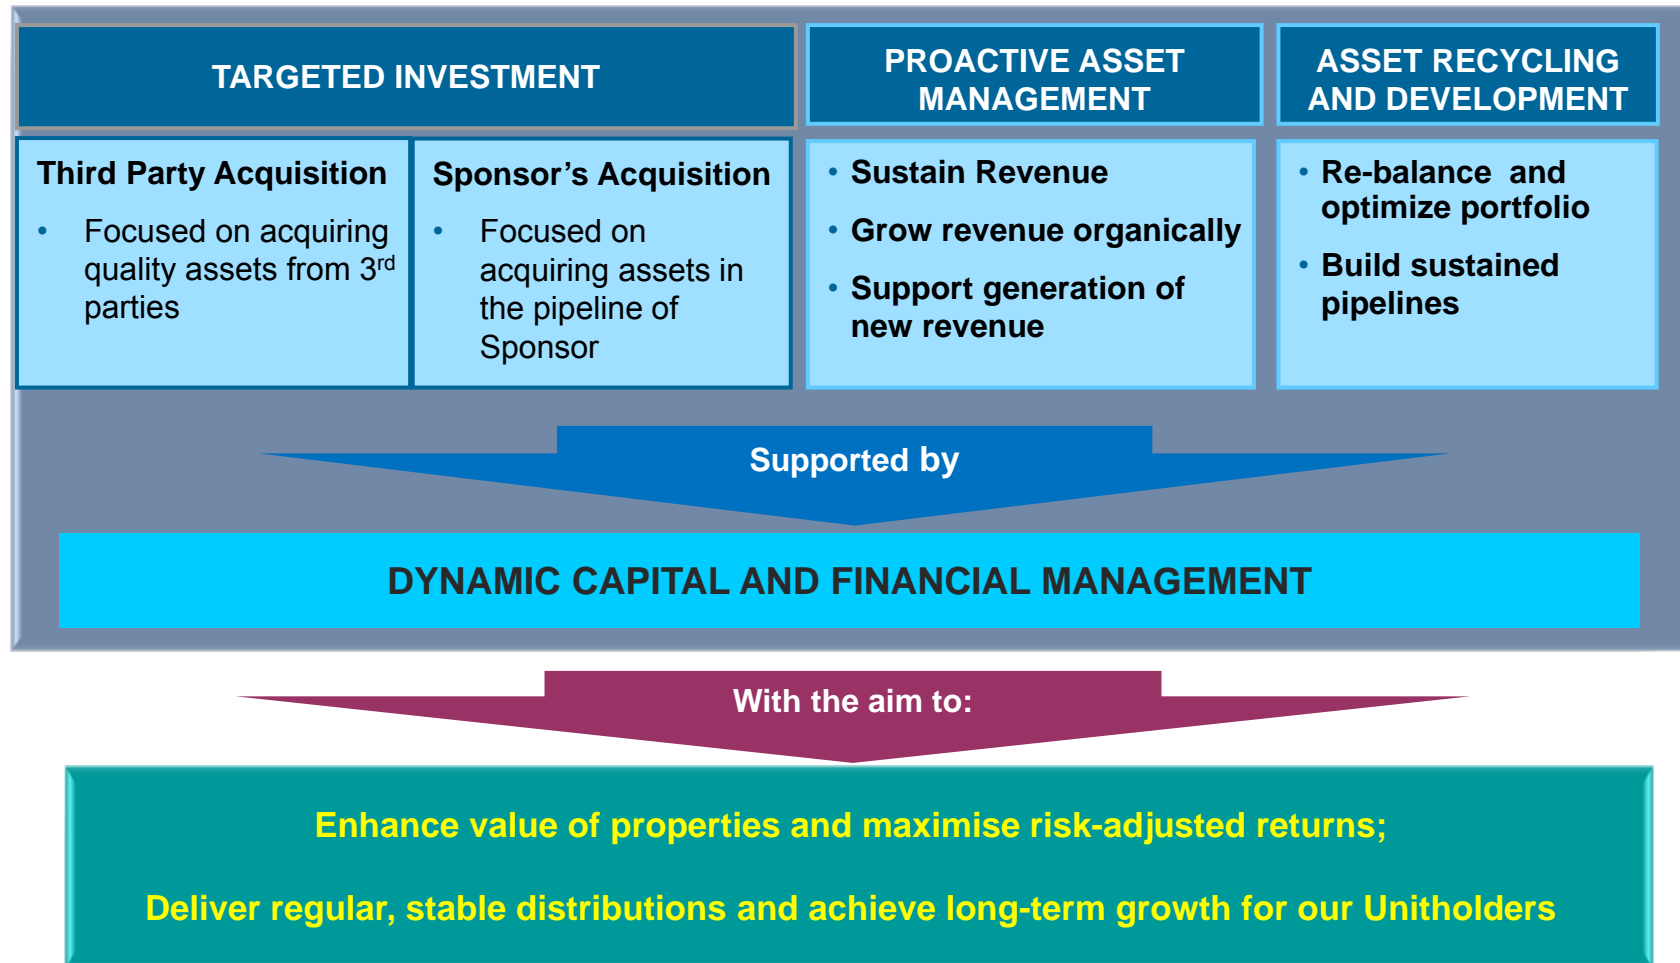 TARGETED INVESTMENT
PROACTIVE ASSET
MANAGEMENT
ASSET RECYCLING
AND DEVELOPMENT
Third Party Acquisition
• Focused on acquiring
quality assets from 3rd
parties
Sponsor’s Acquisition
• Focused on
acquiring assets in
the pipeline of
Sponsor
• Sustain Revenue
• Grow revenue organically
• Support generation of
new revenue
• Re-balance and
optimize portfolio
• Build sustained
pipelines
Supported by
DYNAMIC CAPITAL AND FINANCIAL MANAGEMENT
With the aim to:
Enhance value of properties and maximise risk-adjusted returns;
Deliver regular, stable distributions and achieve long-term growth for our Unitholders